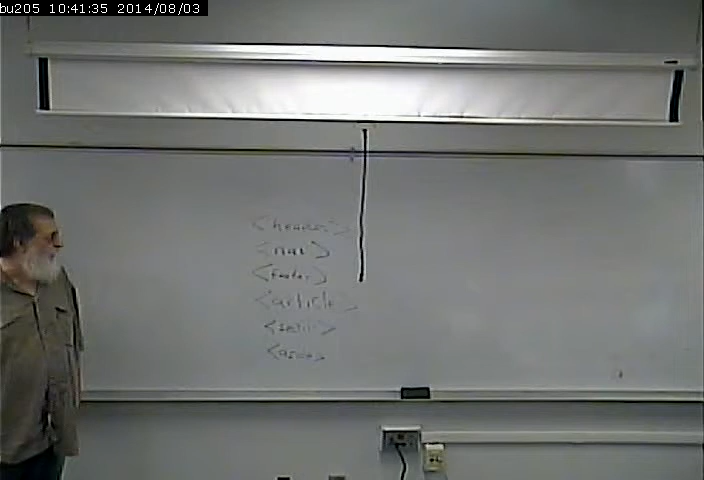 bu205 10:41:35 2014/08/03
<header>
<nav>
<footer>
<article>
<section>
<aside>